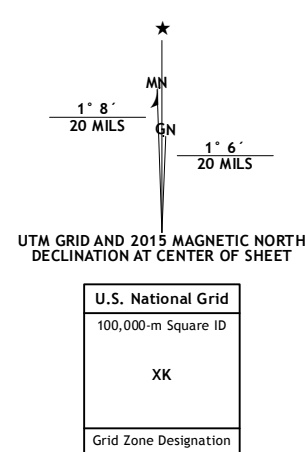 ★
MN
1° 8´
20 MILS
GN
1° 6´
20 MILS
UTM GRID AND 2015 MAGNETIC NORTH
DECLINATION AT CENTER OF SHEET
U.S. National Grid
100,000-m Square ID
XK
Grid Zone Designation